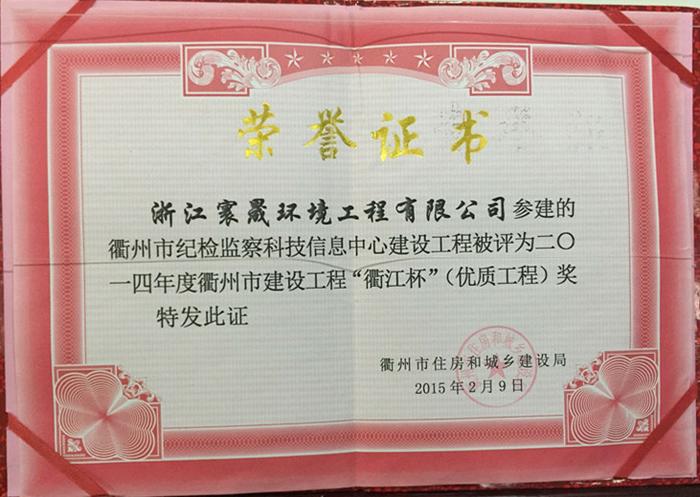 荣誉证书
浙江寰晟环境工程有限公司参建的
衢州市纪检监察科技信息中心建设工程被评为二〇
一四年度衢州市建设工程“衢江杯”（优质工程）奖
特发此证
衢州市住房和城乡建设局
2015年2月9日